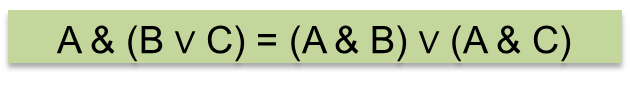 A & (B ∨ C) = (A & B) ∨ (A & C)